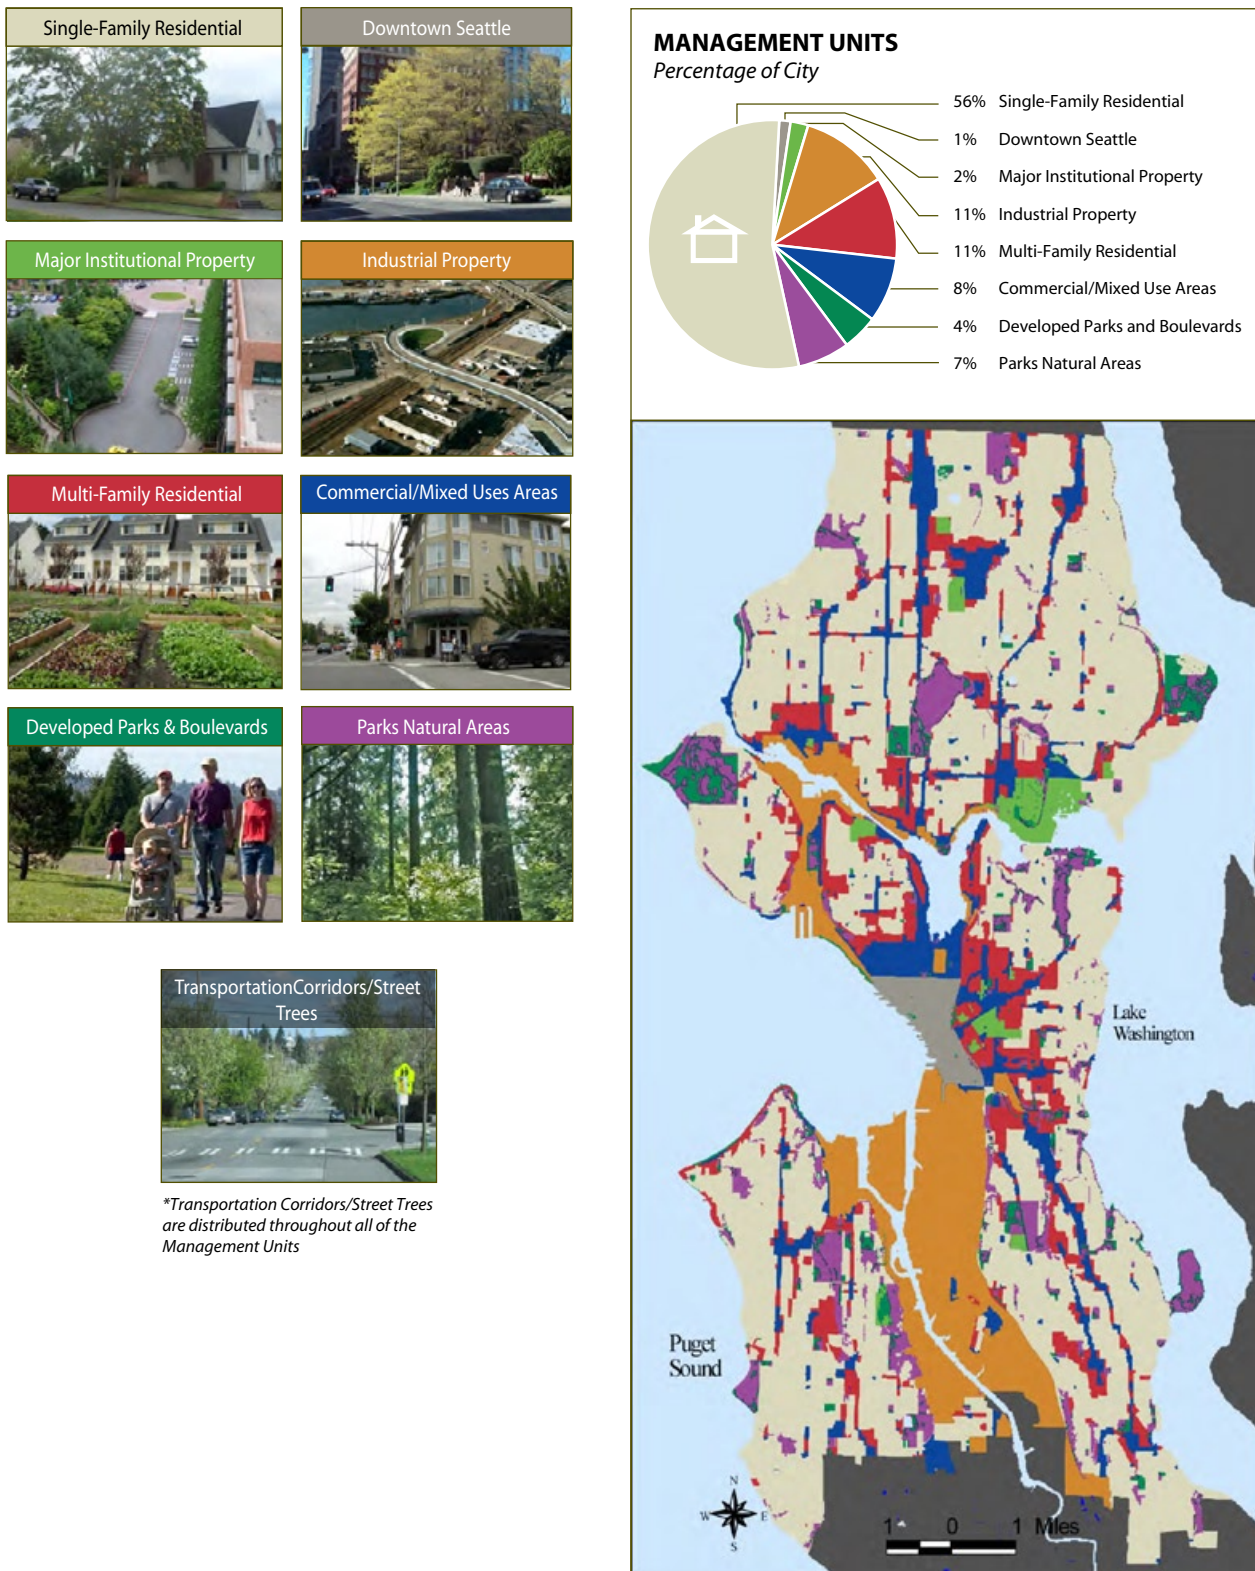 Single-Family Residential
Downtown Seattle
Major Institutional Property
Industrial Property
Multi-Family Residential
Commercial/Mixed Uses Areas
Developed Parks & Boulevards
Parks Natural Areas
TransportationCorridors/Street
Trees
*Transportation Corridors/Street Trees
are distributed throughout all of the
Management Units
MANAGEMENT UNITS
Percentage of City
56% Single-Family Residential
1% Downtown Seattle
2% Major Institutional Property
11% Industrial Property
11% Multi-Family Residential
8% Commercial/Mixed Use Areas
4% Developed Parks and Boulevards
7% Parks Natural Areas
Lake
Washington
Puget
Sound
N
W E
S
1 0 1 Miles